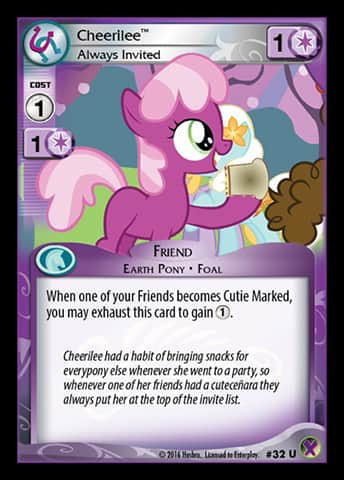 Cheerilee™
Always Invited
1
COST
1
1
FRIEND
EARTH PONY • FOAL
When one of your Friends becomes Cutie Marked,
you may exhaust this card to gain 1.
Cheerilee had a habit of bringing snacks for
everypony else whenever she went to a party, so
whenever one of her friends had a cuteceñara they
always put her at the top of the invite list.
© 2016 Hasbro. Licensed to Enterplay. #32 U